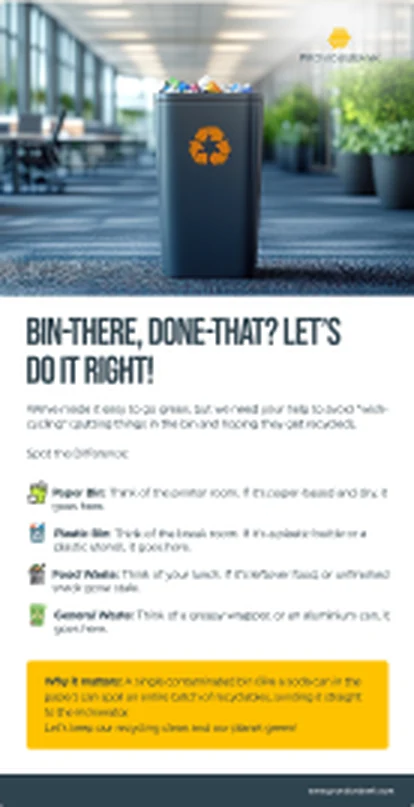 BIN-THERE, DONE-THAT? LET'S
DO IT RIGHT!
We've made it easy to go green, but we need your help to avoid "wish-
cycling" (putting things in the bin and hoping they get recycled).
Spot the Difference:
Paper Bin: Think of the printer room. If it's paper-based and dry, it
goes here.
Plastic Bin: Think of the break room. If it's a plastic bottle or a
plastic utensil, it goes here.
Food Waste: Think of your lunch. If it's leftover food, or unfinished
snack gone stale.
General Waste: Think of a greasy wrapper, or an aluminium can, it
goes here.
Why it matters: A single contaminated bin (like a soda can in the
paper) can spoil an entire batch of recyclables, sending it straight
to the incinerator.
Let's keep our recycling clean and our planet green!